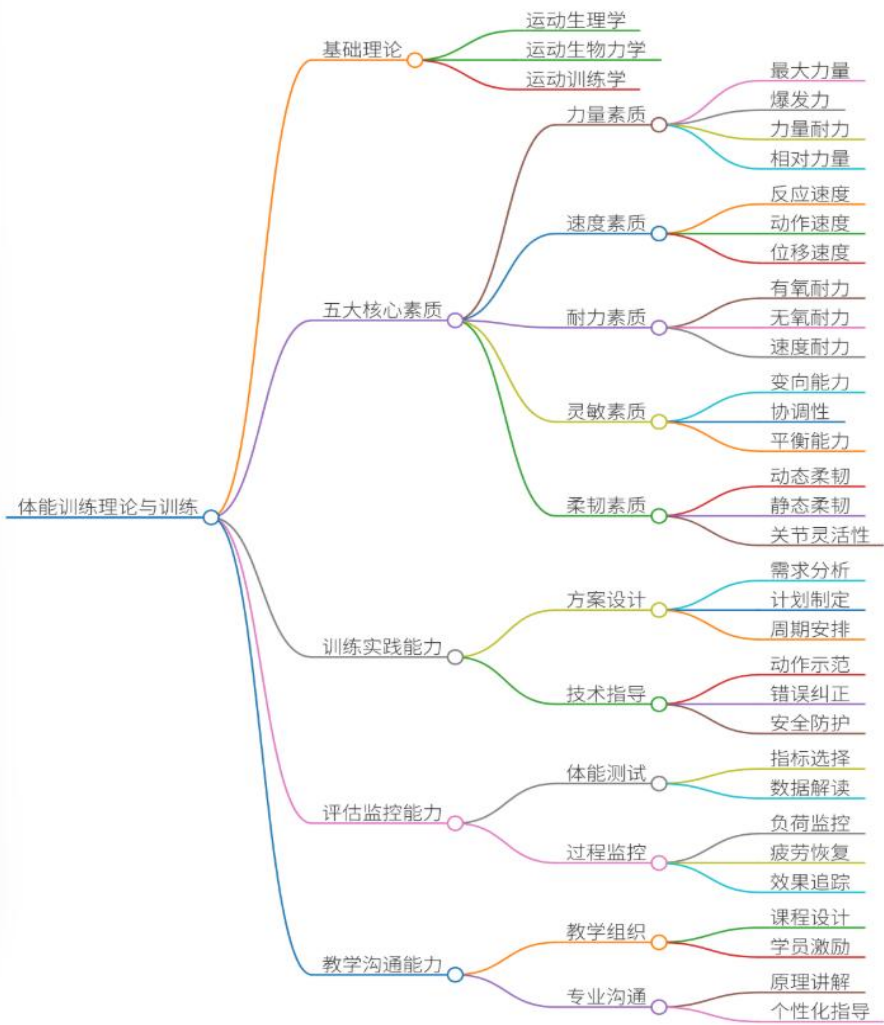 体能训练理论与训练
基础理论
运动生理学
运动生物力学
运动训练学
五大核心素质
力量素质
最大力量
爆发力
力量耐力
相对力量
速度素质
反应速度
动作速度
位移速度
耐力素质
有氧耐力
无氧耐力
速度耐力
灵敏素质
变向能力
协调性
平衡能力
柔韧素质
动态柔韧
静态柔韧
关节灵活性
训练实践能力
方案设计
需求分析
计划制定
周期安排
技术指导
动作示范
错误纠正
安全防护
评估监控能力
体能测试
指标选择
数据解读
过程监控
负荷监控
疲劳恢复
效果追踪
教学沟通能力
教学组织
课程设计
学员激励
专业沟通
原理讲解
个性化指导